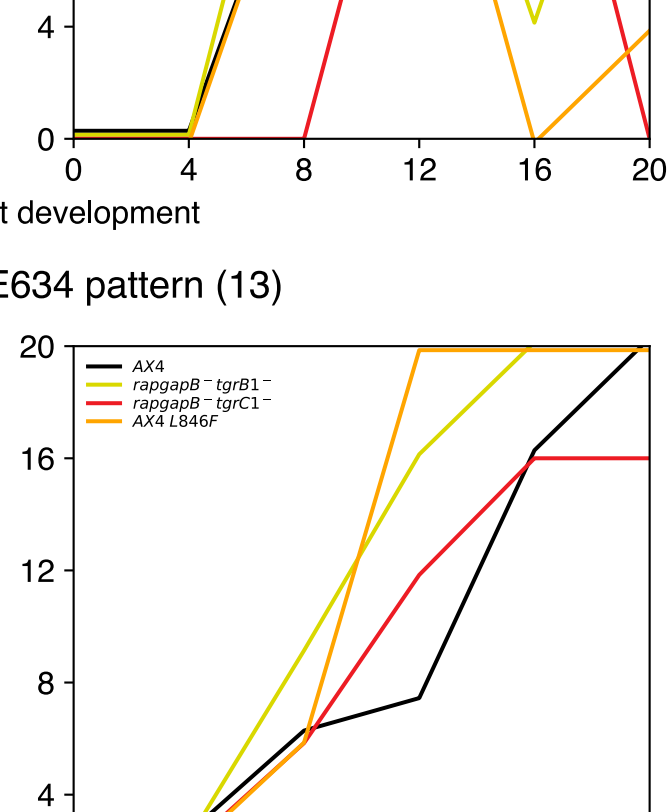 4
0
0 4 8 12 16 20
t development
E634 pattern (13)
20
AX4
rapgapB⁻tgrB1⁻
rapgapB⁻tgrC1⁻
AX4 L846F
16
12
8
4